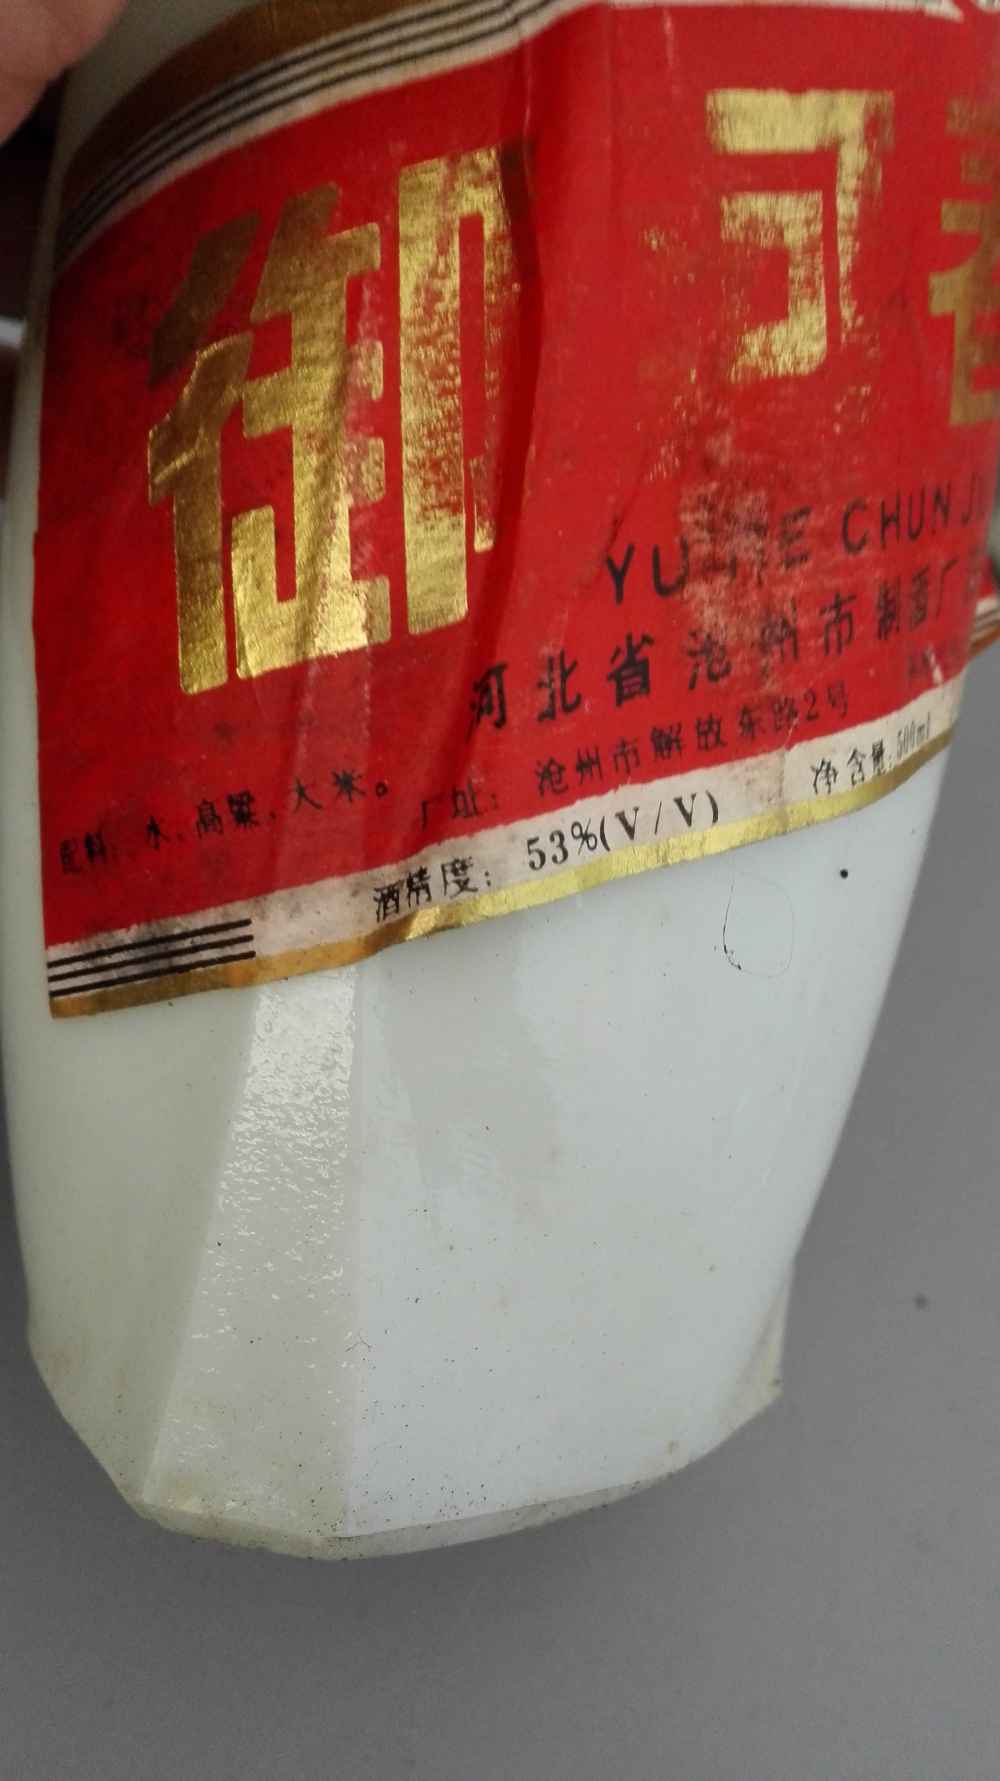 御
YU CHUN
河北省沧州市制酒厂
厂址：沧州市解放东路2号
配料：水、高粱、大米。
酒精度：53%(V/V)
净含量:500ml